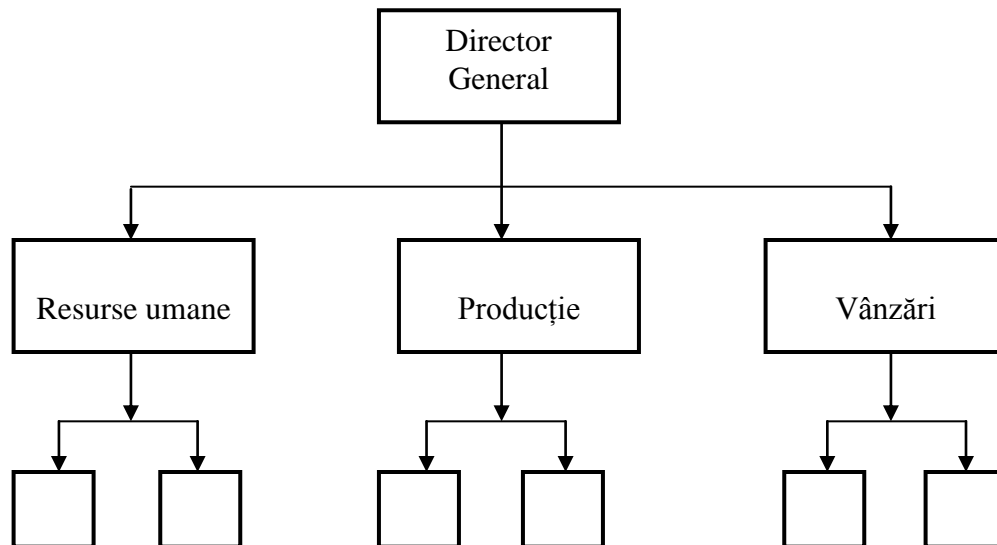 Director
General
Resurse umane
Producție
Vânzări